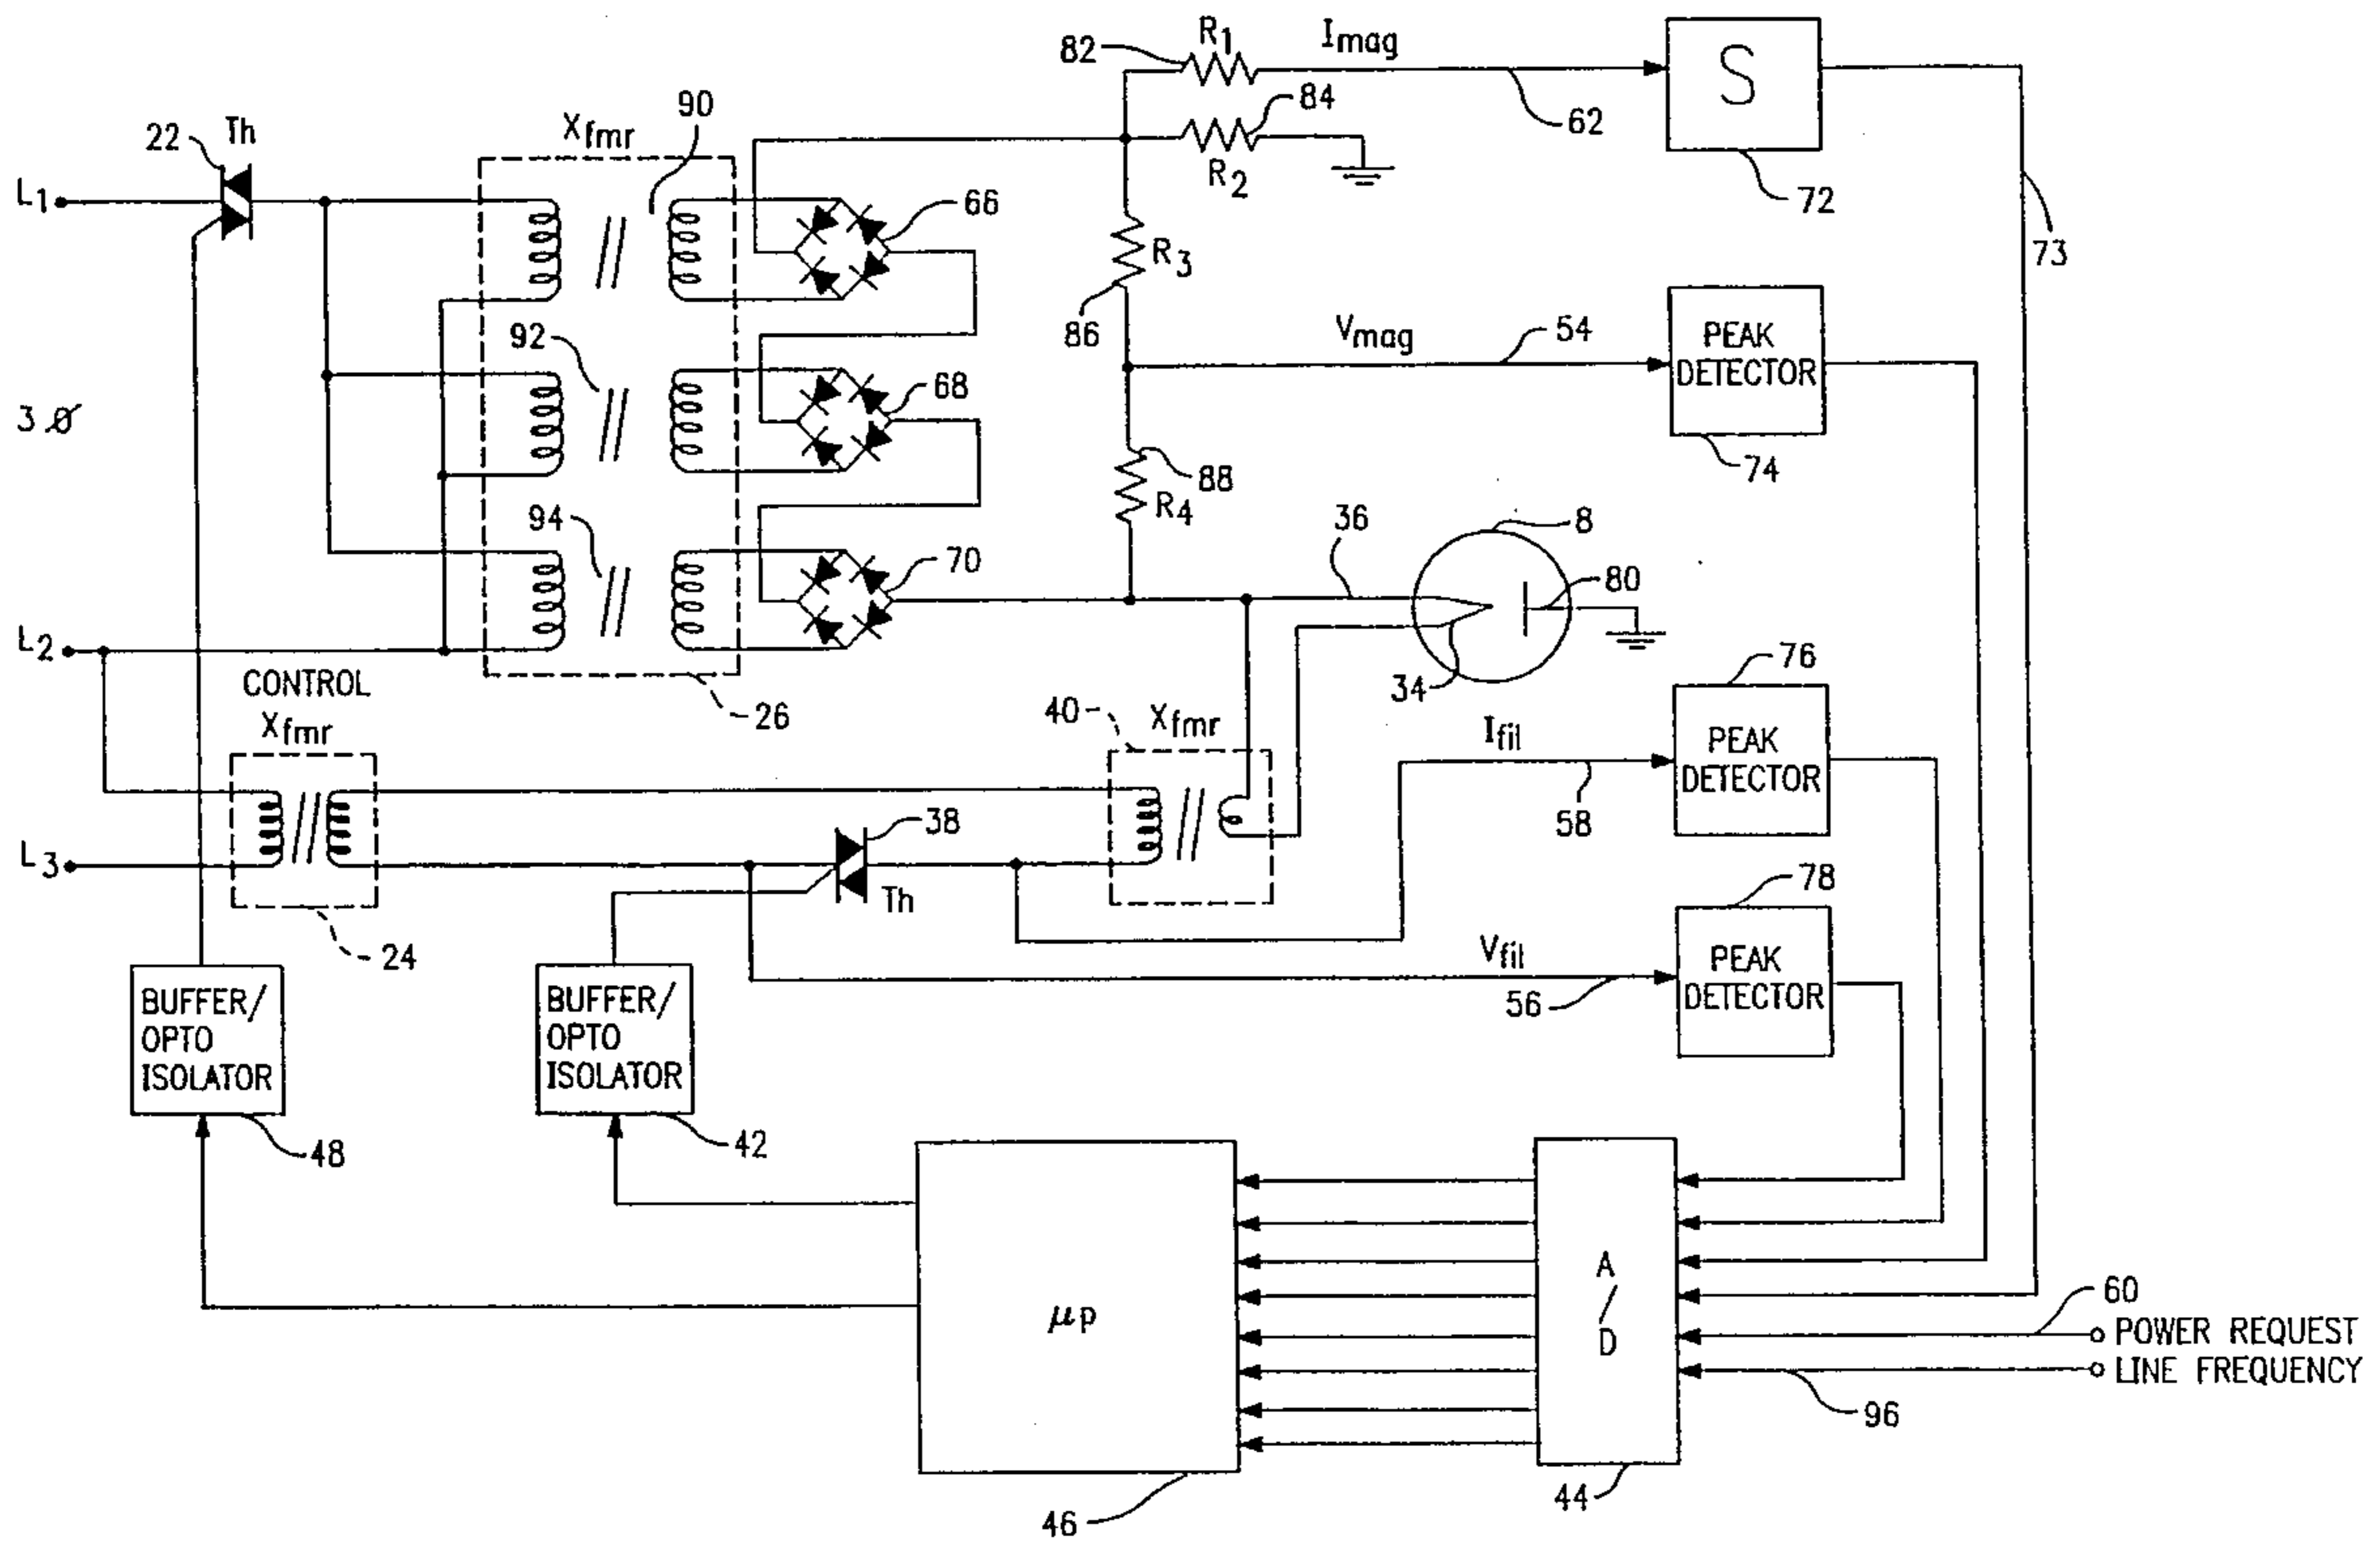 82
R1
Imag
S
84
90
Xfmr
22
Th
62
R2
72
L1
66
R3
73
86
Vmag
54
PEAK
DETECTOR
92
68
3 Ø
74
88
R4
94
36
8
70
80
L2
34
76
CONTROL
Xfmr
26
40
Xfmr
Ifil
PEAK
DETECTOR
38
58
L3
78
Th
24
Vfil
PEAK
DETECTOR
56
BUFFER/
OPTO
ISOLATOR
BUFFER/
OPTO
ISOLATOR
48
42
A
/
D
60
μp
POWER REQUEST
LINE FREQUENCY
96
44
46